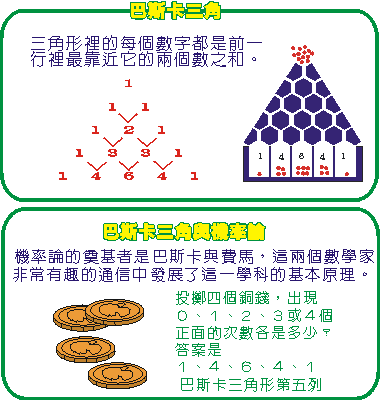 巴斯卡三角
三角形裡的每個數字都是前一
行裡最靠近它的兩個數之和。
1
1 1
1 2 1
1 3 3 1
1 4 6 4 1
1 4 6 4 1
巴斯卡三角與機率論
機率論的奠基者是巴斯卡與費馬，這兩個數學家
非常有趣的通信中發展了這一學科的基本原理。
投擲四個銅錢，出現
0、1、2、3或4個
正面的次數各是多少？
答案是
1、4、6、4、1
巴斯卡三角形第五列